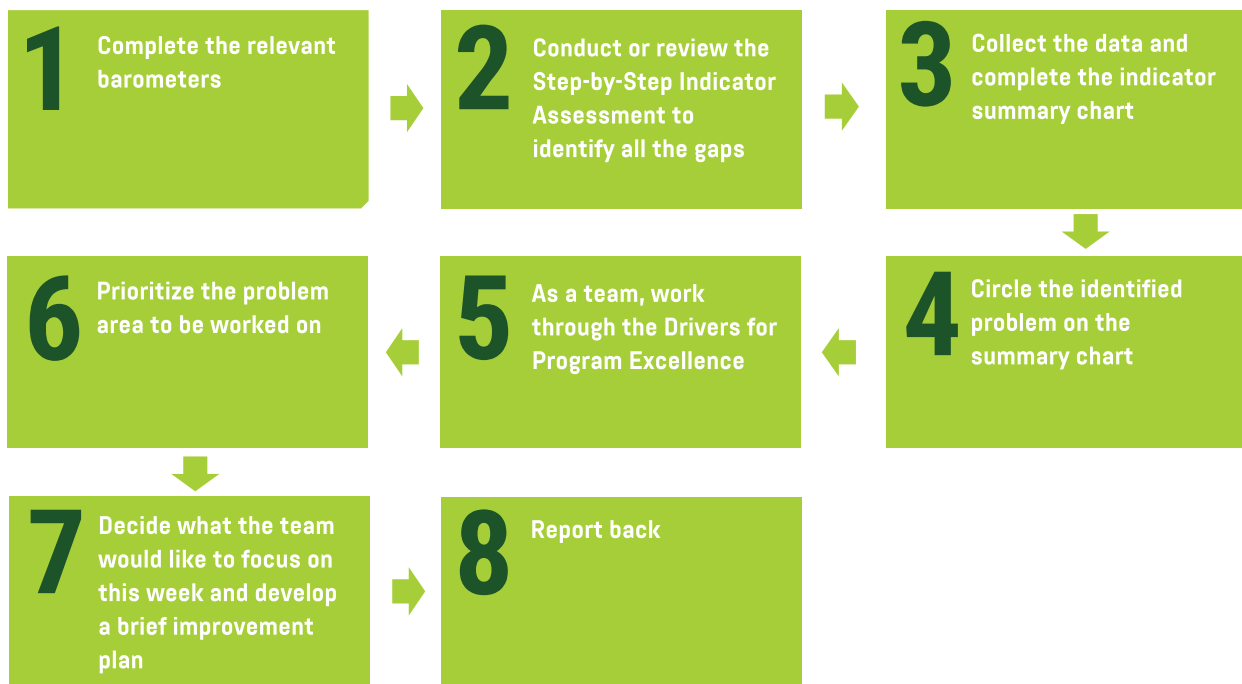 1
Complete the relevant
barometers
2
Conduct or review the
Step-by-Step Indicator
Assessment to
identify all the gaps
3
Collect the data and
complete the indicator
summary chart
4
Circle the identified
problem on the
summary chart
5
As a team, work
through the Drivers for
Program Excellence
6
Prioritize the problem
area to be worked on
7
Decide what the team
would like to focus on
this week and develop
a brief improvement
plan
8
Report back